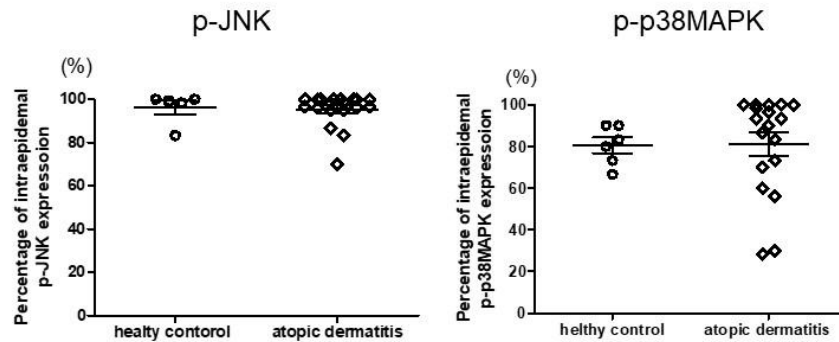 p-JNK
(%)
Percentage of intraepidemal
p-JNK expressoion
100
80
60
40
20
0
healty contorol
atopic dermatitis
p-p38MAPK
(%)
Percentage of intraepidemal
p-p38MAPK expressoion
100
80
60
40
20
0
helthy control
atopic dermatitis